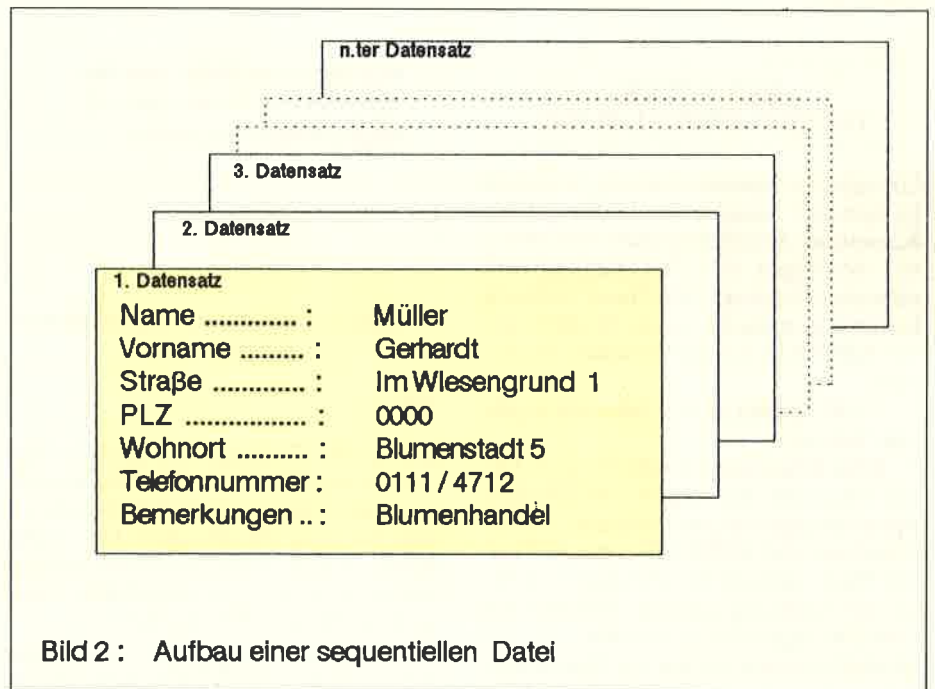 n.ter Datensatz
3. Datensatz
2. Datensatz
1. Datensatz
Name ............. : Müller
Vorname ......... : Gerhardt
Straße ............. : Im Wiesengrund 1
PLZ ................. : 0000
Wohnort .......... : Blumenstadt 5
Telefonnummer : 0111 / 4712
Bemerkungen .. : Blumenhandel
Bild 2 : Aufbau einer sequentiellen Datei